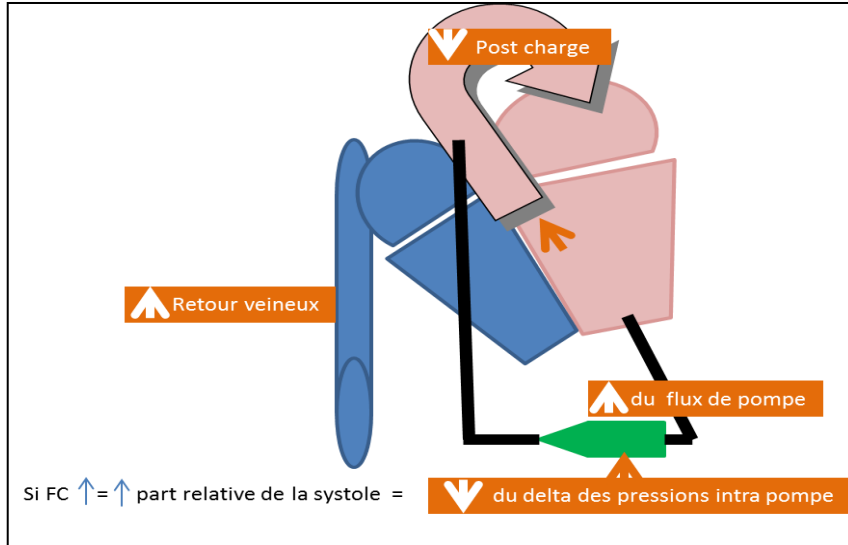 Post charge
Retour veineux
du flux de pompe
Si FC ↑ = ↑ part relative de la systole =
du delta des pressions intra pompe